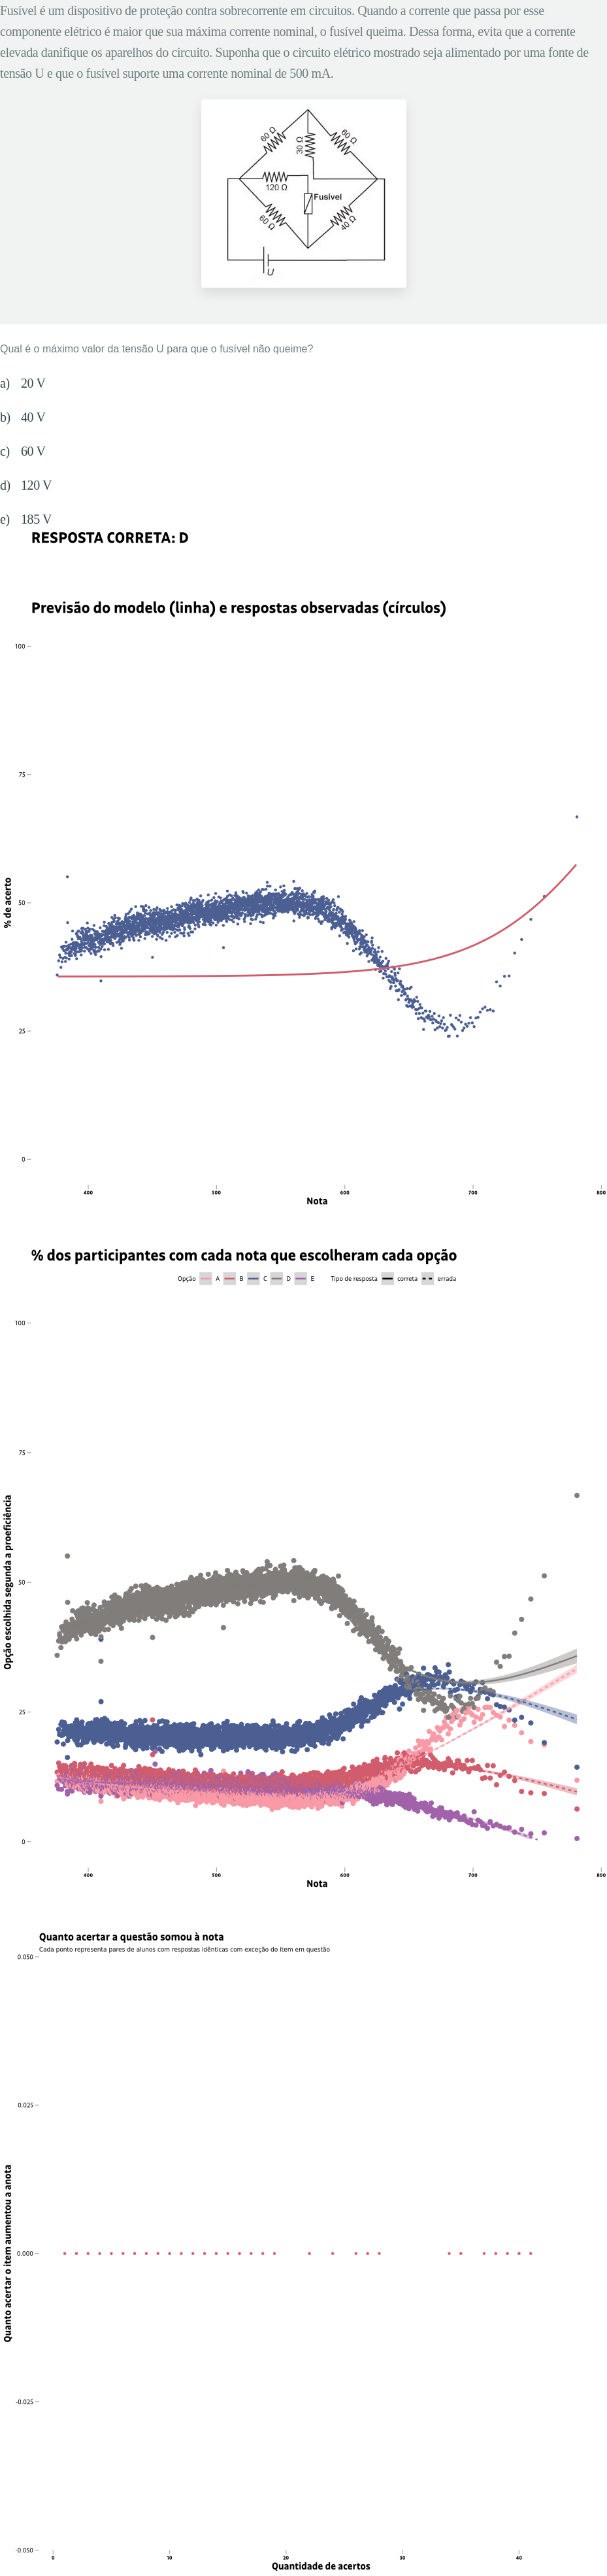 Fusível é um dispositivo de proteção contra sobrecorrente em circuitos. Quando a corrente que passa por esse
componente elétrico é maior que sua máxima corrente nominal, o fusível queima. Dessa forma, evita que a corrente
elevada danifique os aparelhos do circuito. Suponha que o circuito elétrico mostrado seja alimentado por uma fonte de
tensão U e que o fusível suporte uma corrente nominal de 500 mA.
60 Ω
30 Ω
60 Ω
120 Ω
Fusível
60 Ω
40 Ω
U
Qual é o máximo valor da tensão U para que o fusível não queime?
a) 20 V
b) 40 V
c) 60 V
d) 120 V
e) 185 V
RESPOSTA CORRETA: D
Previsão do modelo (linha) e respostas observadas (círculos)
100
75
50
25
0
% de acerto
400 500 600 700 800
Nota
% dos participantes com cada nota que escolheram cada opção
Opção A B C D E Tipo de resposta correta errada
100
75
50
25
0
Opção escolhida segunda a proeficiência
400 500 600 700 800
Nota
Quanto acertar a questão somou à nota
Cada ponto representa pares de alunos com respostas idênticas com exceção do item em questão
0.050
0.025
0.000
-0.025
-0.050
Quanto acertar o item aumentou a anota
0 10 20 30 40
Quantidade de acertos